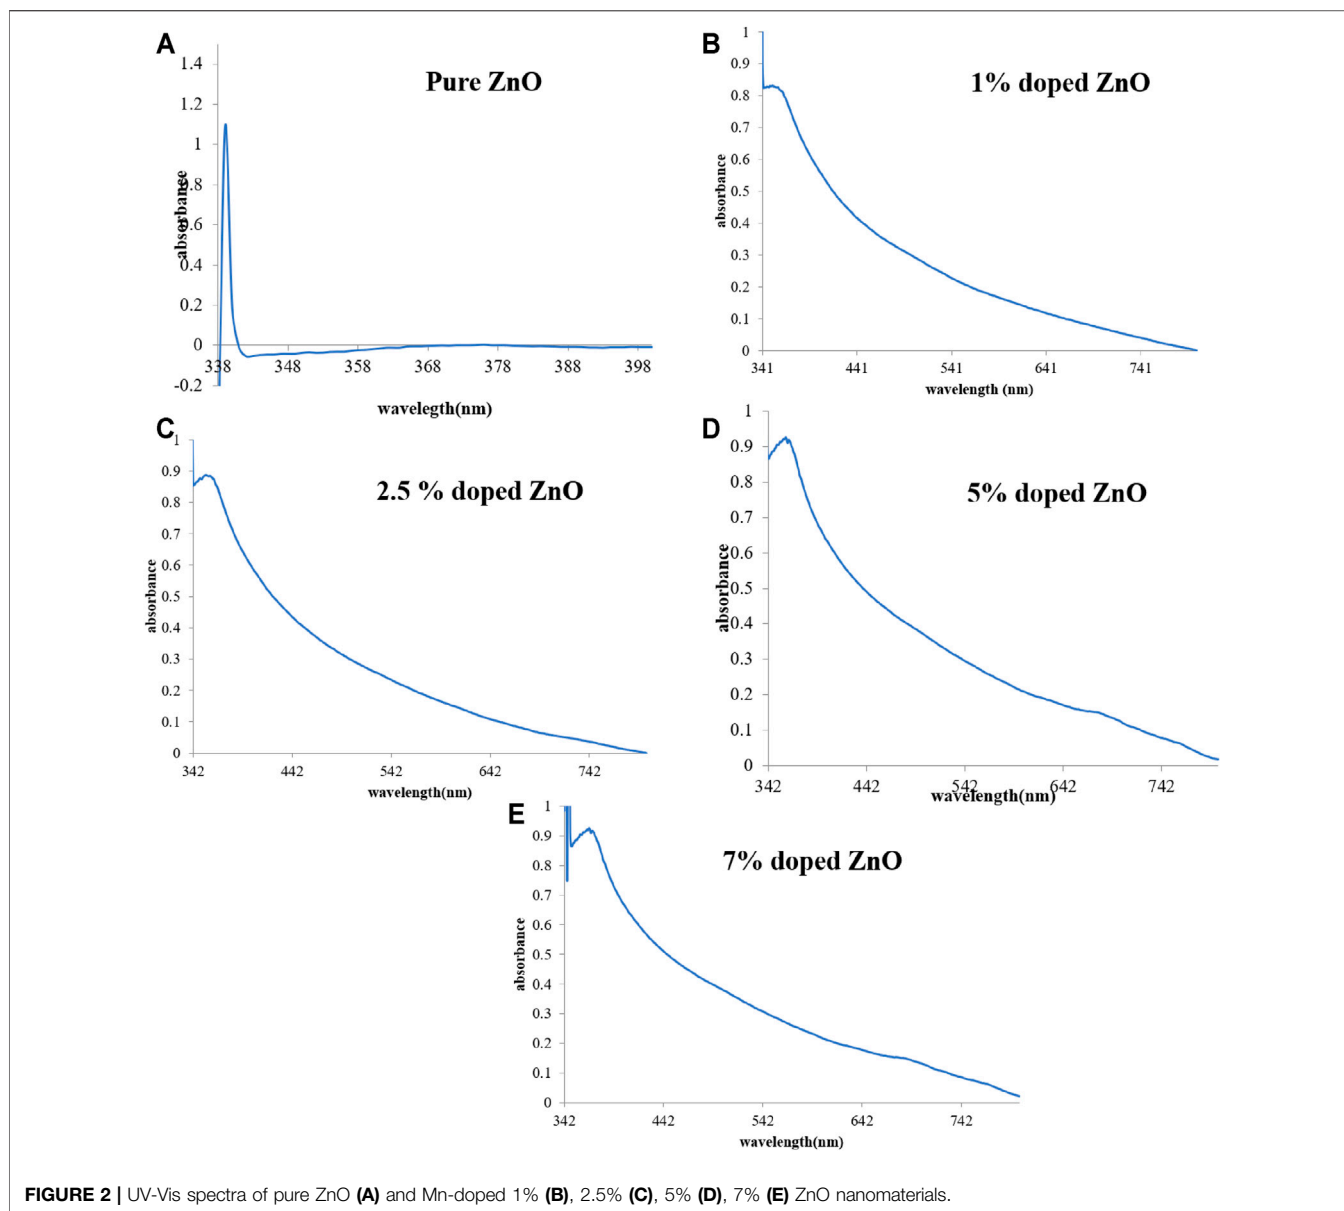 A
Pure ZnO
1.4
1.2
1
0.8
0.6
0.4
0.2
0
-0.2
absorbance
338 348 358 368 378 388 398
wavelegth(nm)
B
1% doped ZnO
1
0.9
0.8
0.7
0.6
0.5
0.4
0.3
0.2
0.1
0
absorbance
341 441 541 641 741
wavelength (nm)
C
2.5 % doped ZnO
1
0.9
0.8
0.7
0.6
0.5
0.4
0.3
0.2
0.1
0
absorbance
342 442 542 642 742
wavelength(nm)
D
5% doped ZnO
1
0.9
0.8
0.7
0.6
0.5
0.4
0.3
0.2
0.1
0
absorbance
342 442 542 642 742
wavelength(nm)
E
7% doped ZnO
1
0.9
0.8
0.7
0.6
0.5
0.4
0.3
0.2
0.1
0
absorbance
342 442 542 642 742
wavelength(nm)
FIGURE 2 | UV-Vis spectra of pure ZnO (A) and Mn-doped 1% (B), 2.5% (C), 5% (D), 7% (E) ZnO nanomaterials.